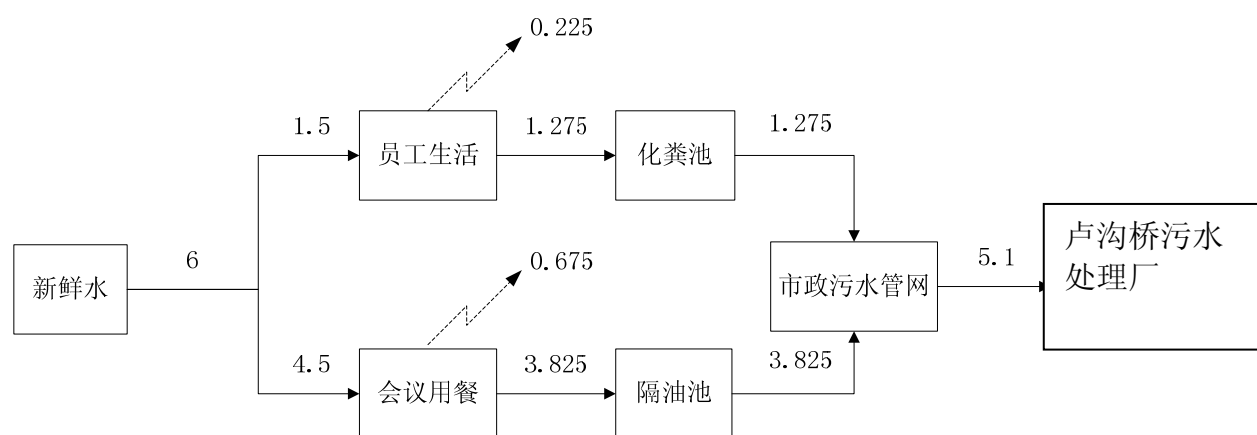 0.225
1.5
员工生活
1.275
化粪池
1.275
新鲜水
6
0.675
市政污水管网
5.1
卢沟桥污水
处理厂
4.5
会议用餐
3.825
隔油池
3.825